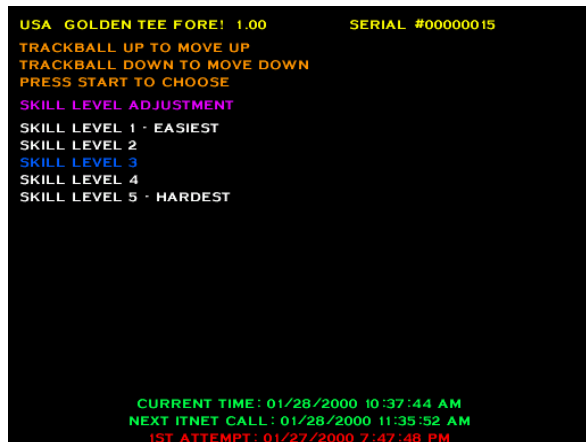 USA GOLDEN TEE FORE! 1.00 SERIAL #00000015
TRACKBALL UP TO MOVE UP
TRACKBALL DOWN TO MOVE DOWN
PRESS START TO CHOOSE
SKILL LEVEL ADJUSTMENT
SKILL LEVEL 1 - EASIEST
SKILL LEVEL 2
SKILL LEVEL 3
SKILL LEVEL 4
SKILL LEVEL 5 - HARDEST
CURRENT TIME: 01/28/2000 10:37:44 AM
NEXT ITNET CALL: 01/28/2000 11:35:52 AM
1ST ATTEMPT: 01/27/2000 7:47:48 PM